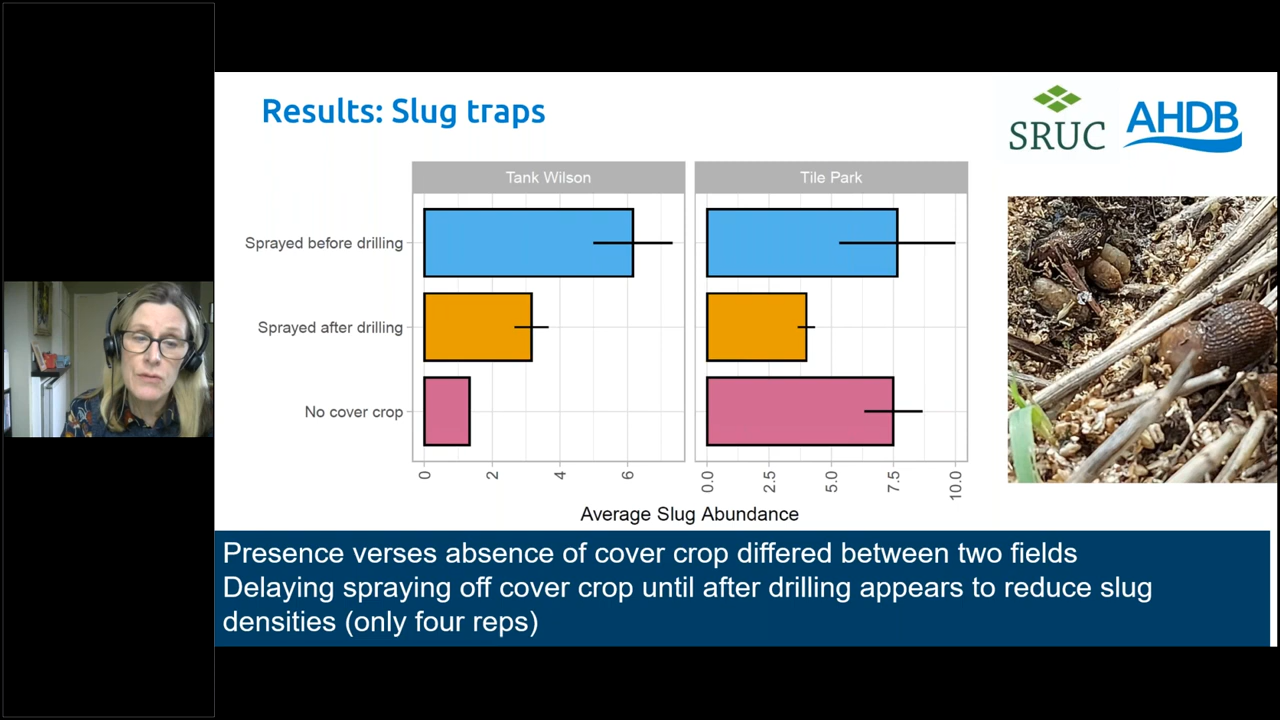 Results: Slug traps
SRUC
AHDB
Tank Wilson
Tile Park
Sprayed before drilling
Sprayed after drilling
No cover crop
0
2
4
6
0.0
2.5
5.0
7.5
10.0
Average Slug Abundance
Presence verses absence of cover crop differed between two fields
Delaying spraying off cover crop until after drilling appears to reduce slug
densities (only four reps)